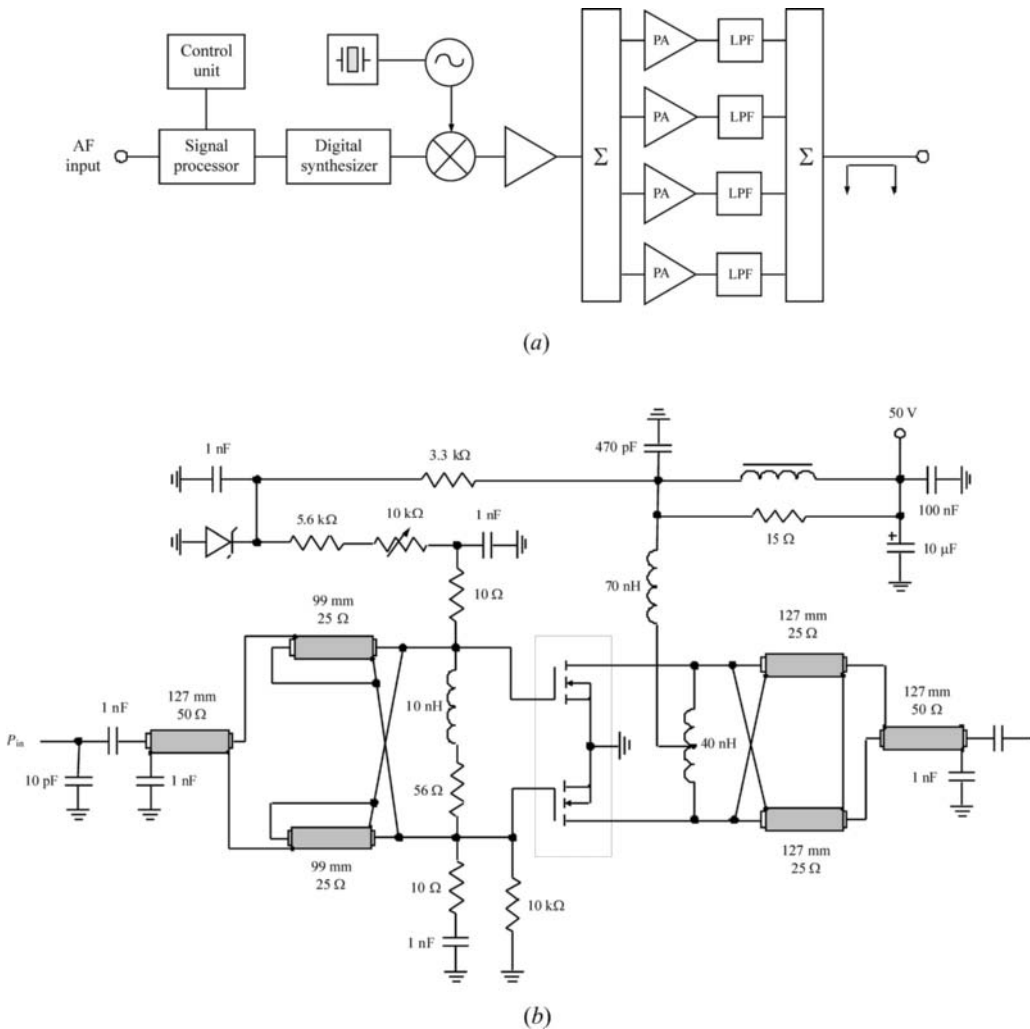 Control
unit
AF
input
Signal
processor
Digital
synthesizer
Σ
PA
LPF
PA
LPF
PA
LPF
PA
LPF
Σ
(a)
50 V
1 nF
3.3 kΩ
470 pF
100 nF
5.6 kΩ
10 kΩ
1 nF
15 Ω
+
10 μF
10 Ω
70 nH
99 mm
25 Ω
127 mm
25 Ω
127 mm
50 Ω
1 nF
10 nH
40 nH
127 mm
50 Ω
Pin
10 pF
1 nF
56 Ω
1 nF
99 mm
25 Ω
127 mm
25 Ω
10 Ω
10 kΩ
1 nF
(b)